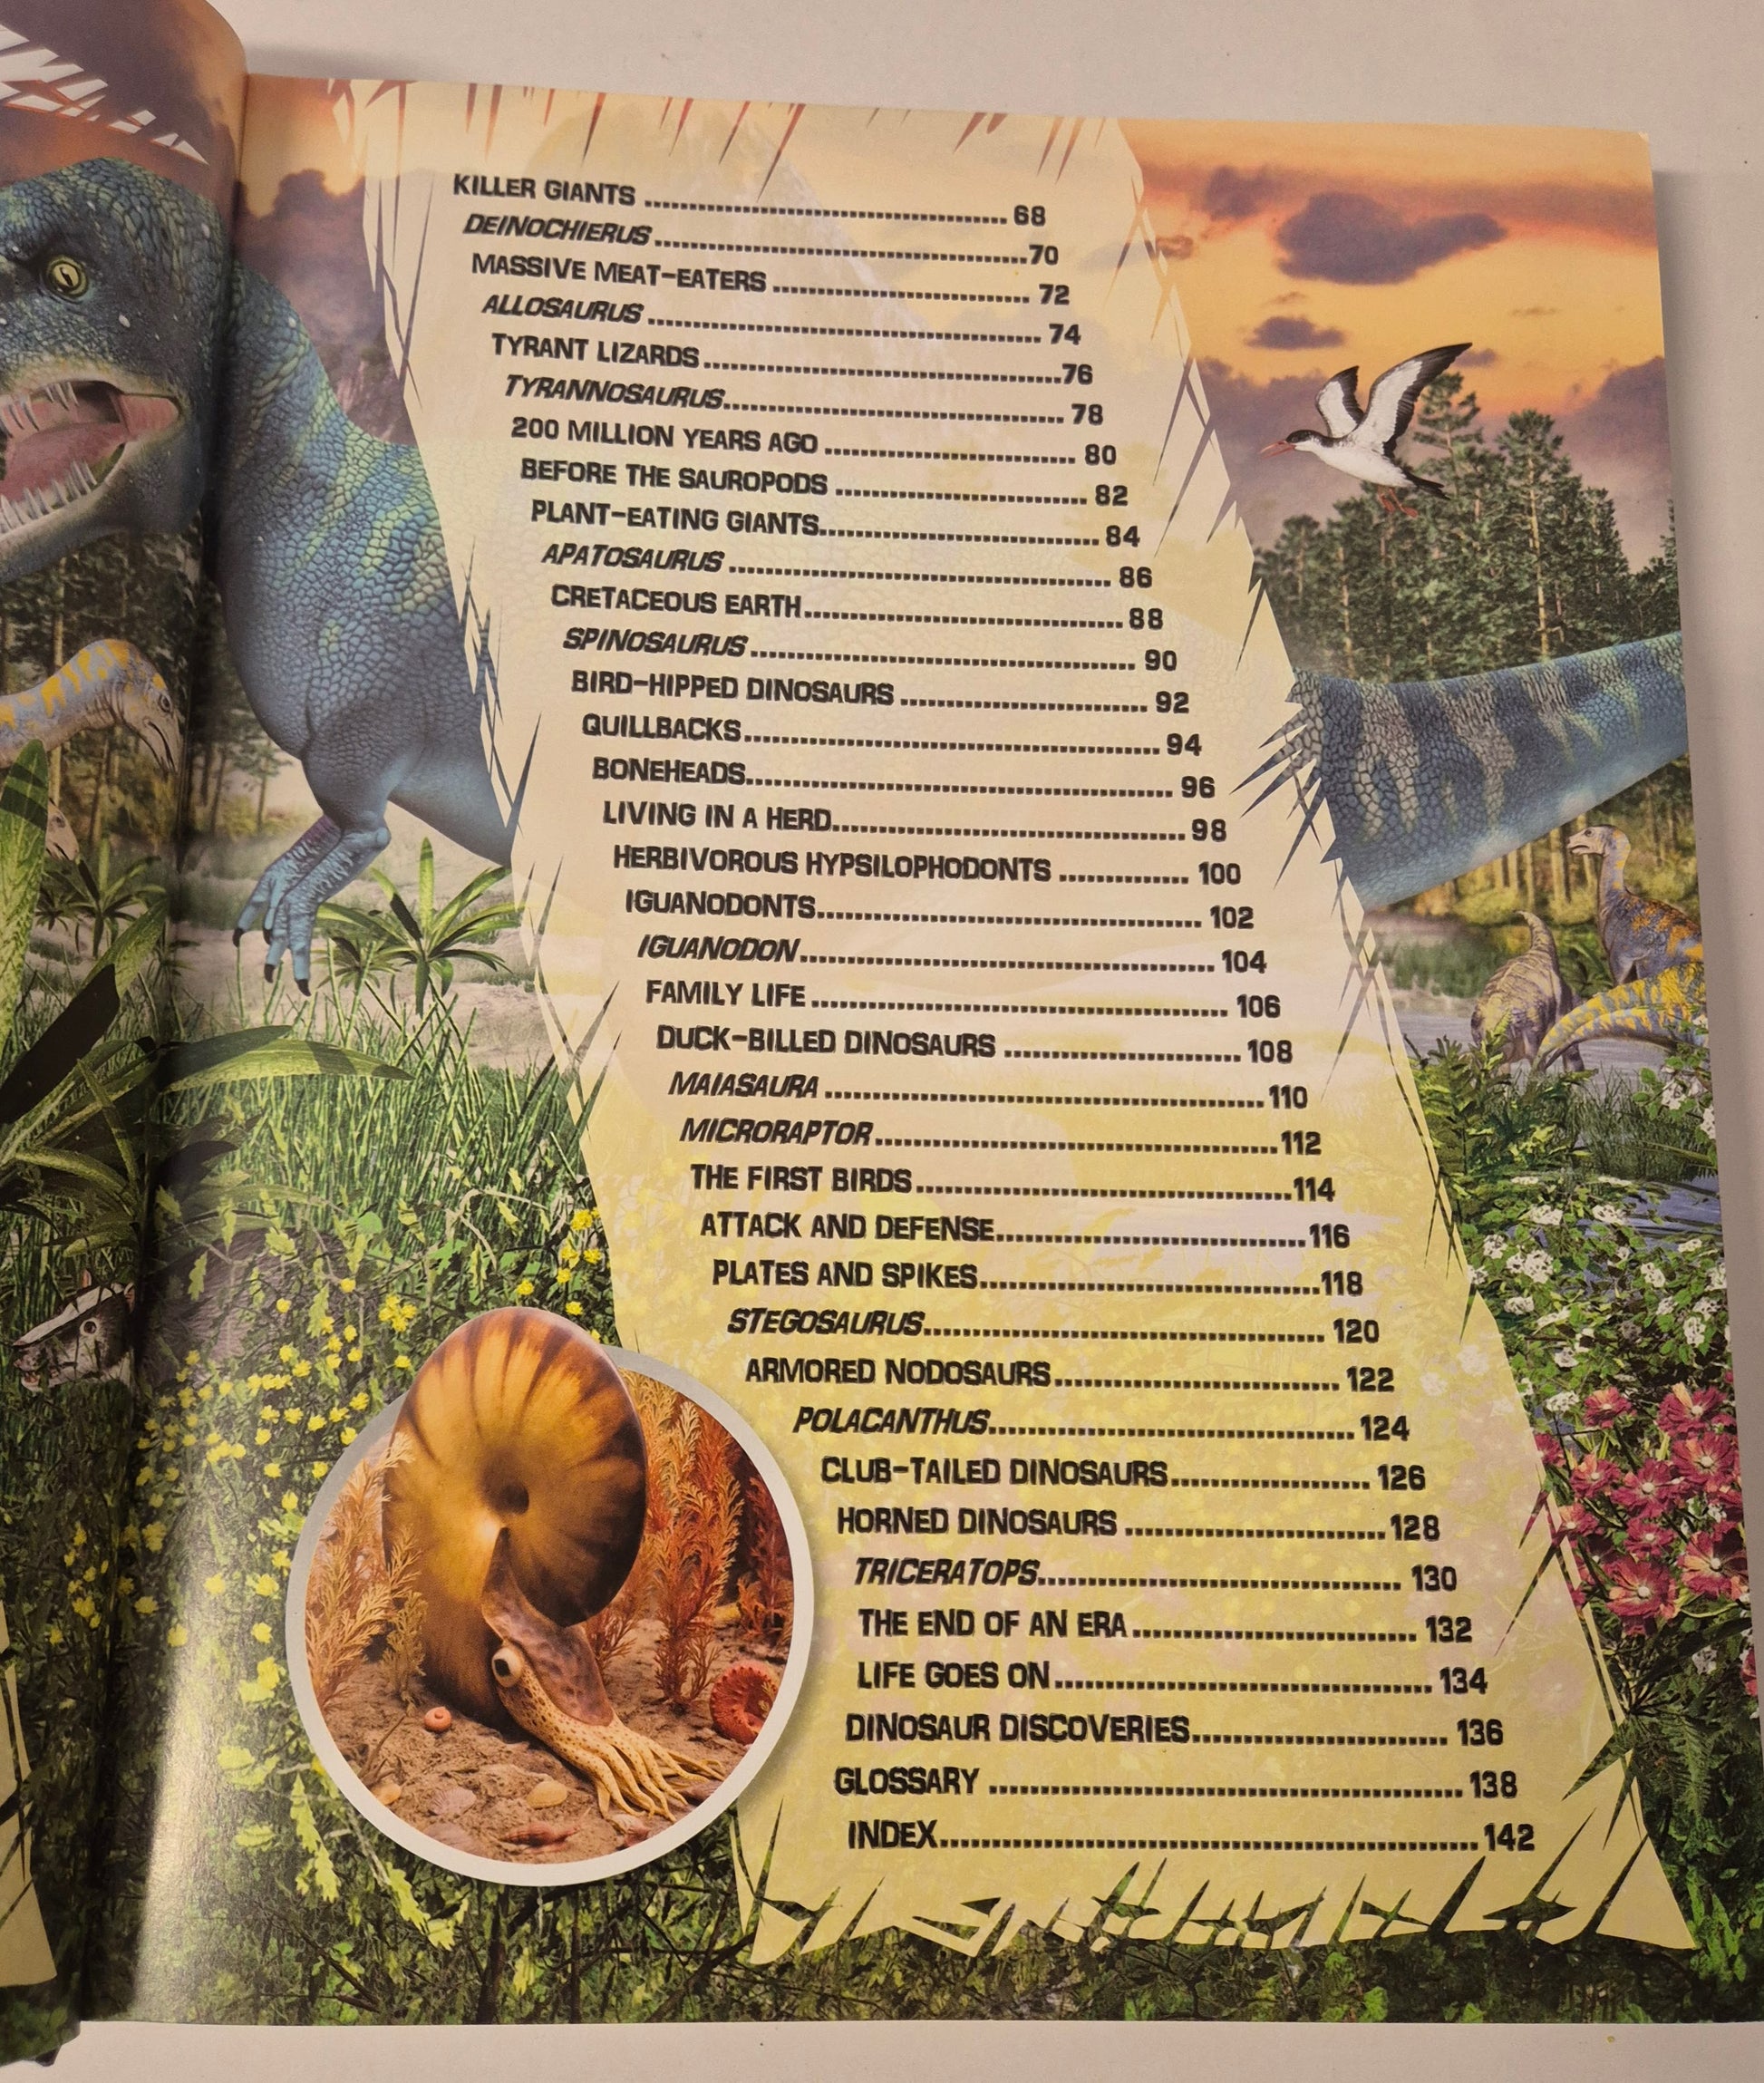 KILLER GIANTS ........ 68
DEINOCHIERUS ........ 70
MASSIVE MEAT-EATERS ........ 72
ALLOSAURUS ........ 74
TYRANT LIZARDS ........ 76
TYRANNOSAURUS ........ 78
200 MILLION YEARS AGO ........ 80
BEFORE THE SAUROPODS ........ 82
PLANT-EATING GIANTS ........ 84
APATOSAURUS ........ 86
CRETACEOUS EARTH ........ 88
SPINOSAURUS ........ 90
BIRD-HIPPED DINOSAURS ........ 92
QUILLBACKS ........ 94
BONEHEADS ........ 96
LIVING IN A HERD ........ 98
HERBIVOROUS HYPSILOPHODONTS ........ 100
IGUANODONTS ........ 102
IGUANODON ........ 104
FAMILY LIFE ........ 106
DUCK-BILLED DINOSAURS ........ 108
MAIASAURA ........ 110
MICRORAPTOR ........ 112
THE FIRST BIRDS ........ 114
ATTACK AND DEFENSE ........ 116
PLATES AND SPIKES ........ 118
STEGOSAURUS ........ 120
ARMORED NODOSAURS ........ 122
POLACANTHUS ........ 124
CLUB-TAILED DINOSAURS ........ 126
HORNED DINOSAURS ........ 128
TRICERATOPS ........ 130
THE END OF AN ERA ........ 132
LIFE GOES ON ........ 134
DINOSAUR DISCOVERIES ........ 136
GLOSSARY ........ 138
INDEX ........ 142